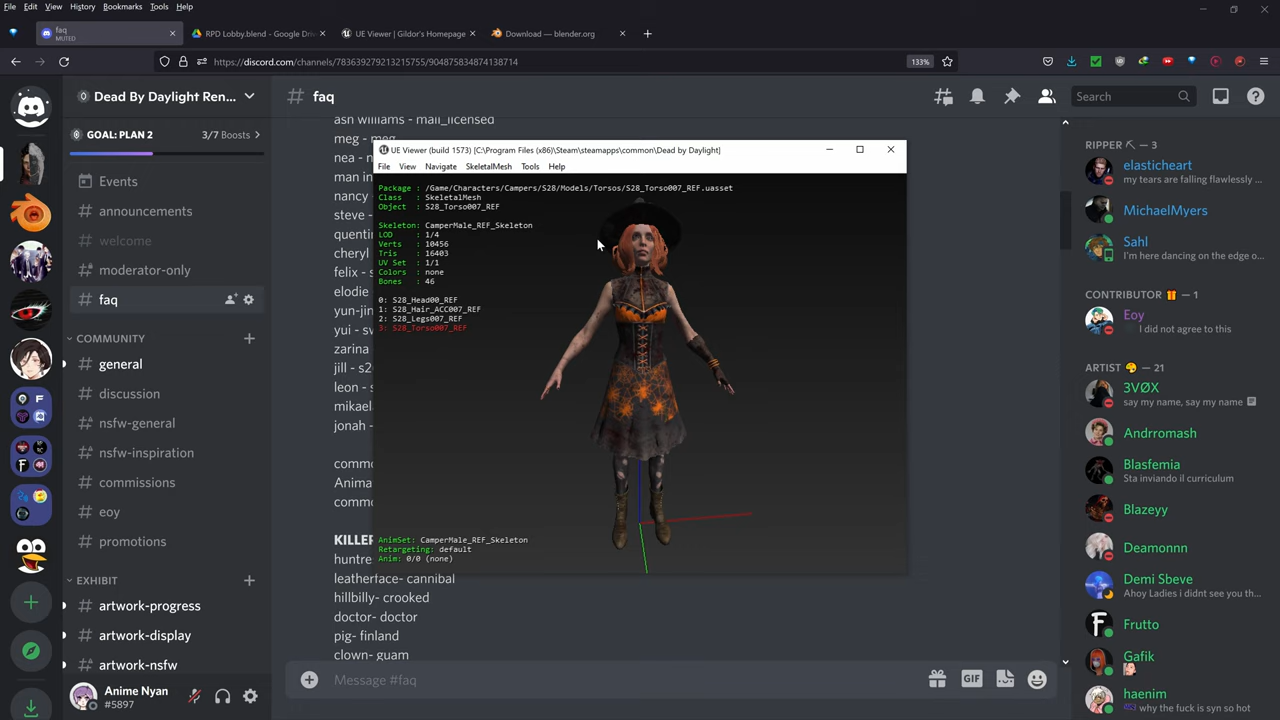 File Edit View History Bookmarks Tools Help
faq
MUTED
RPD Lobby.blend - Google Driv
UE Viewer | Gildor's Homepage
Download — blender.org
https://discord.com/channels/783639279213215755/904875834874138714
133%
Dead By Daylight Ren...
# faq
Search
GOAL: PLAN 2
3/7 Boosts
Events
announcements
welcome
moderator-only
faq
COMMUNITY
general
discussion
nsfw-general
nsfw-inspiration
commissions
eoy
promotions
EXHIBIT
artwork-progress
artwork-display
artwork-nsfw
Anime Nyan
#5897
ash williams - mali_licensed
meg - meg
nea - nea
man in
nancy
steve -
quentin
cheryl
felix - s
elodie
yun-jin
yui - sw
zarina
jill - s2
leon - s
mikaela
jonah -
commo
Anima
commo
KILLER
huntre
leatherface- cannibal
hillbilly- crooked
doctor- doctor
pig- finland
clown- guam
Message #faq
GIF
UE Viewer (build 1573) [C:\Program Files (x86)\Steam\steamapps\common\Dead by Daylight]
File View Navigate SkeletalMesh Tools Help
Package : /Game/Characters/Campers/S28/Models/Torsos/S28_Torso007_REF.uasset
Class : SkeletalMesh
Object : S28_Torso007_REF
Skeleton: CamperMale_REF_Skeleton
LOD : 1/4
Verts : 10456
Tris : 16403
UV Set : 1/1
Colors : none
Bones : 46
0: S28_Head00_REF
1: S28_Hair_ACC007_REF
2: S28_Legs007_REF
3: S28_Torso007_REF
AnimSet: CamperMale_REF_Skeleton
Retargeting: default
Anim: 0/0 (none)
RIPPER — 3
elasticheart
my tears are falling flawlessly ...
MichaelMyers
Sahl
I'm here dancing on the edge o...
CONTRIBUTOR — 1
Eoy
I did not agree to this
ARTIST — 21
3VØX
say my name, say my name
Andrromash
Blasfemia
Sta inviando il curriculum
Blazeyy
Deamonnn
Demi Sbeve
Ahoy Ladies i didnt see you th...
Frutto
Gafik
haenim
why the fuck is syn so hot